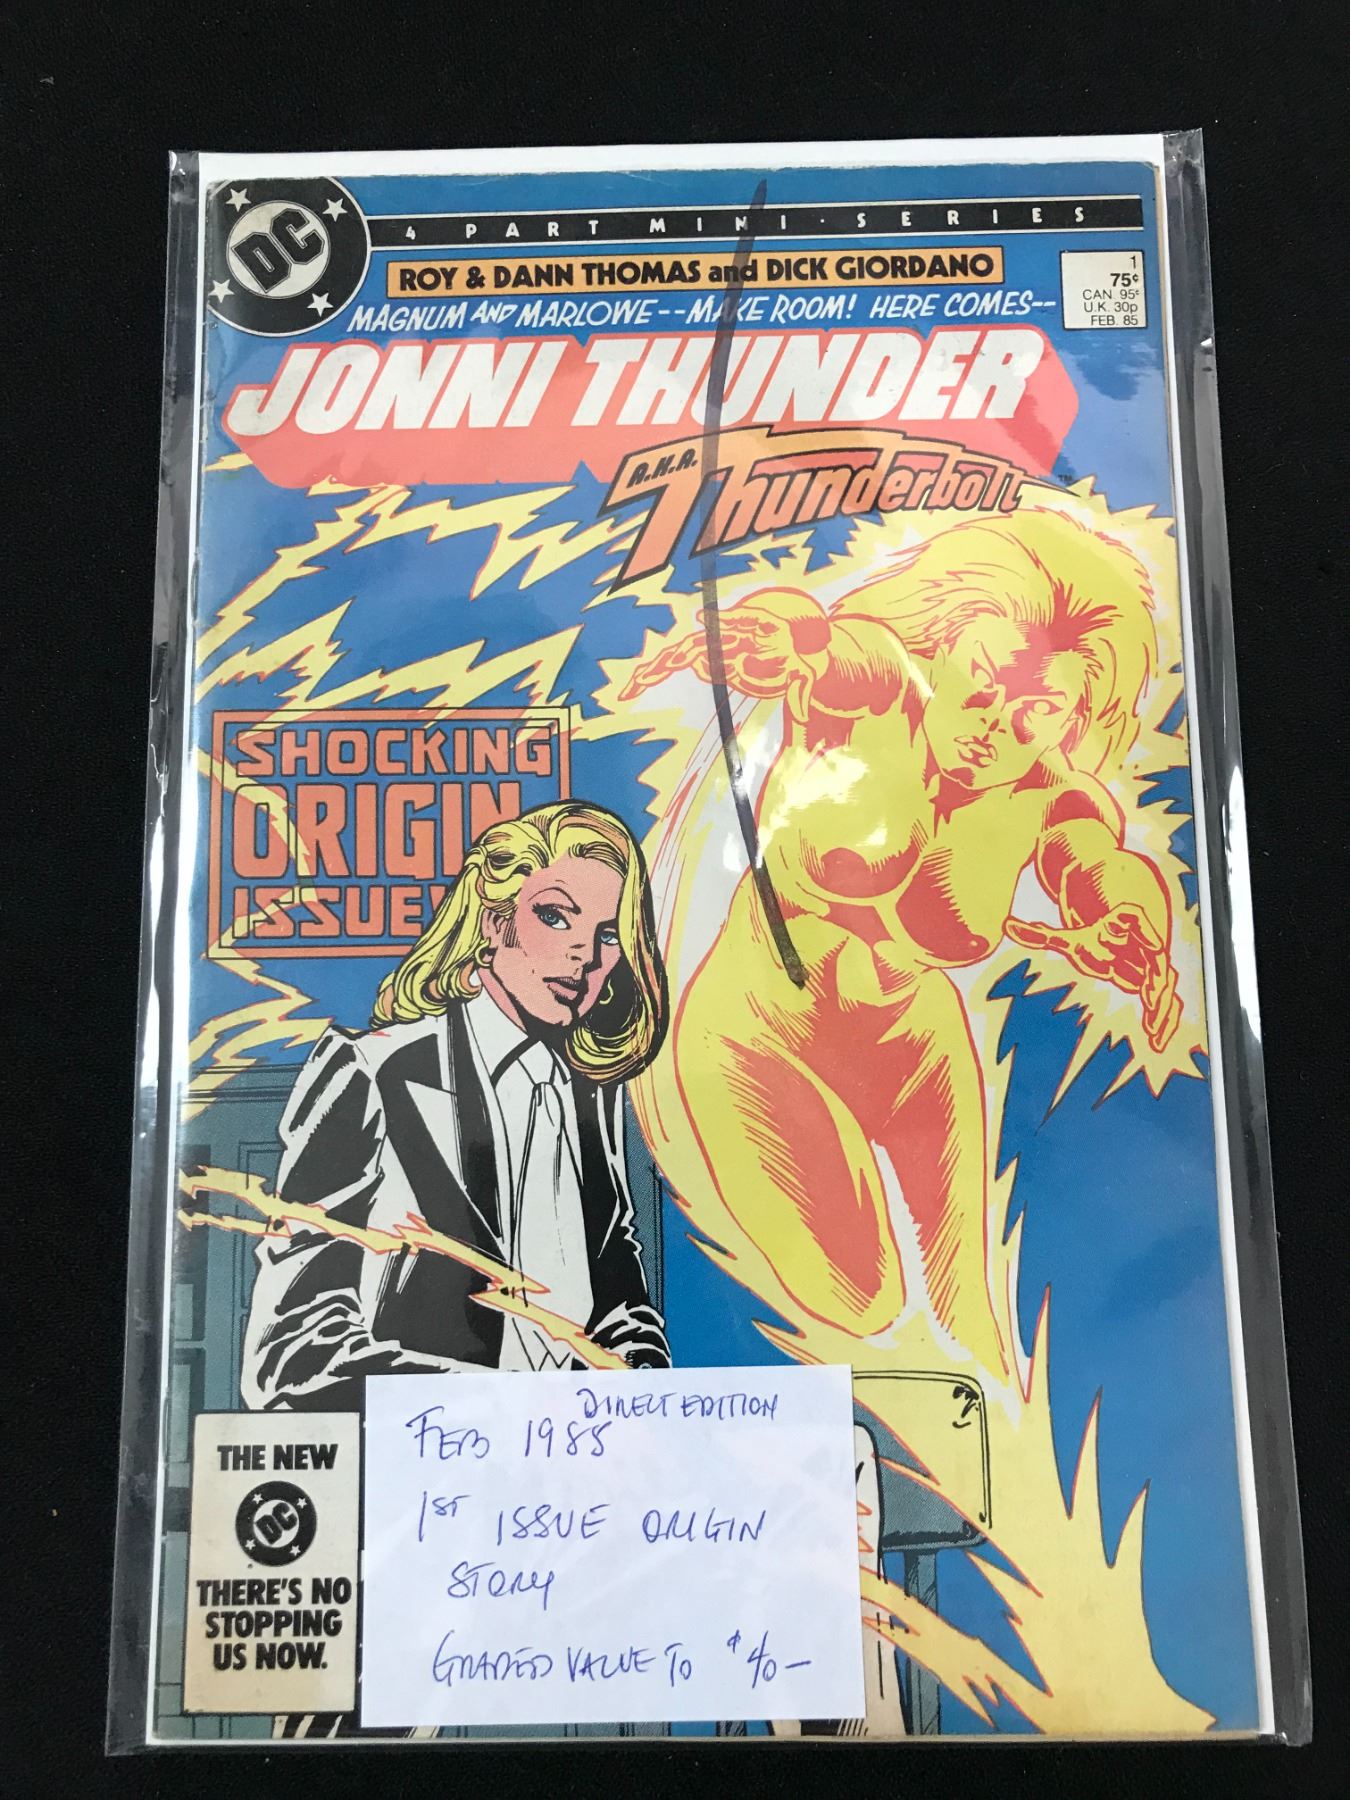 DC
4 PART MINI-SERIES
ROY & DANN THOMAS and DICK GIORDANO
1
75¢
CAN. 95¢
U.K. 30p
FEB. 85
MAGNUM AND MARLOWE--MAKE ROOM! HERE COMES--
JONNI THUNDER
A.K.A.
Thunderbolt
TM
SHOCKING
ORIGIN
ISSUE!
DIRECT EDITION
FEB 1985
1ST ISSUE ORIGIN
STORY
GRADED VALUE TO $40-
THE NEW
DC
THERE'S NO
STOPPING
US NOW.